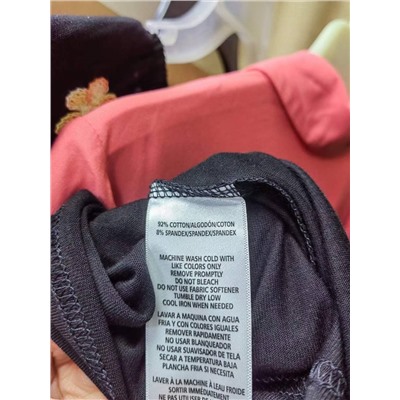 92% COTTON/ALGODÓN/COTON
8% SPANDEX/SPANDEX/SPANDEX
MACHINE WASH COLD WITH
LIKE COLORS ONLY
REMOVE PROMPTLY
DO NOT BLEACH
DO NOT USE FABRIC SOFTENER
TUMBLE DRY LOW
COOL IRON WHEN NEEDED
LAVAR A MAQUINA CON AGUA
FRIA Y CON COLORES IGUALES
REMOVER RAPIDAMENTE
NO USAR BLANQUEADOR
NO USAR SUAVISADOR DE TELA
SECAR A TEMPERATURA BAJA
PLANCHA FRIA SI NECESITA
LAVER À LA MACHINE À L'EAU FROIDE
SORTIR IMMÉDIATEMENT